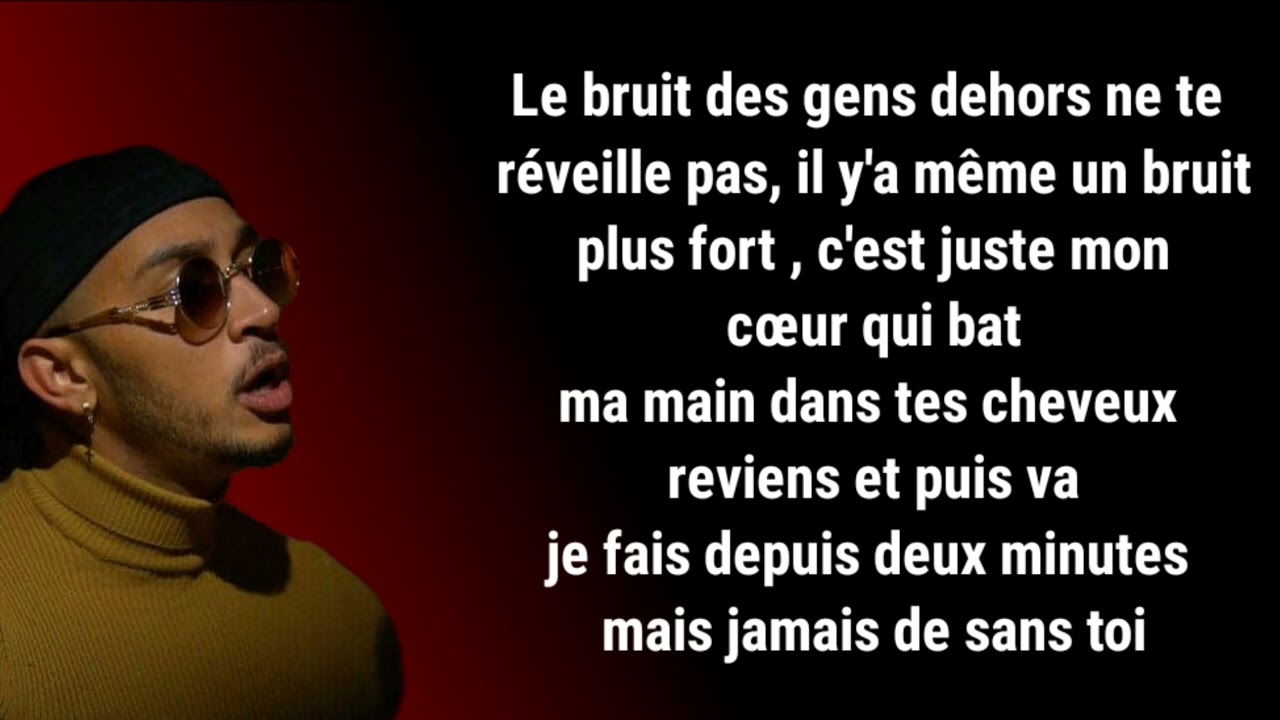 Le bruit des gens dehors ne te
réveille pas, il y'a même un bruit
plus fort , c'est juste mon
cœur qui bat
ma main dans tes cheveux
reviens et puis va
je fais depuis deux minutes
mais jamais de sans toi